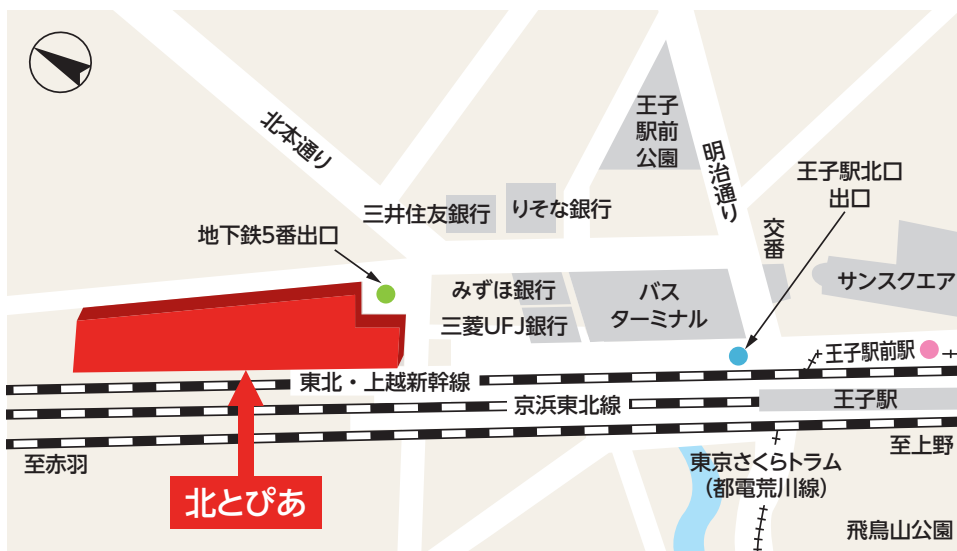 北本通り
王子
駅前
公園
明治通り
王子駅北口
出口
三井住友銀行
りそな銀行
交番
地下鉄5番出口
サンスクエア
みずほ銀行
バス
ターミナル
三菱UFJ銀行
王子駅前駅
東北・上越新幹線
京浜東北線
王子駅
至赤羽
至上野
東京さくらトラム
(都電荒川線)
北とぴあ
飛鳥山公園